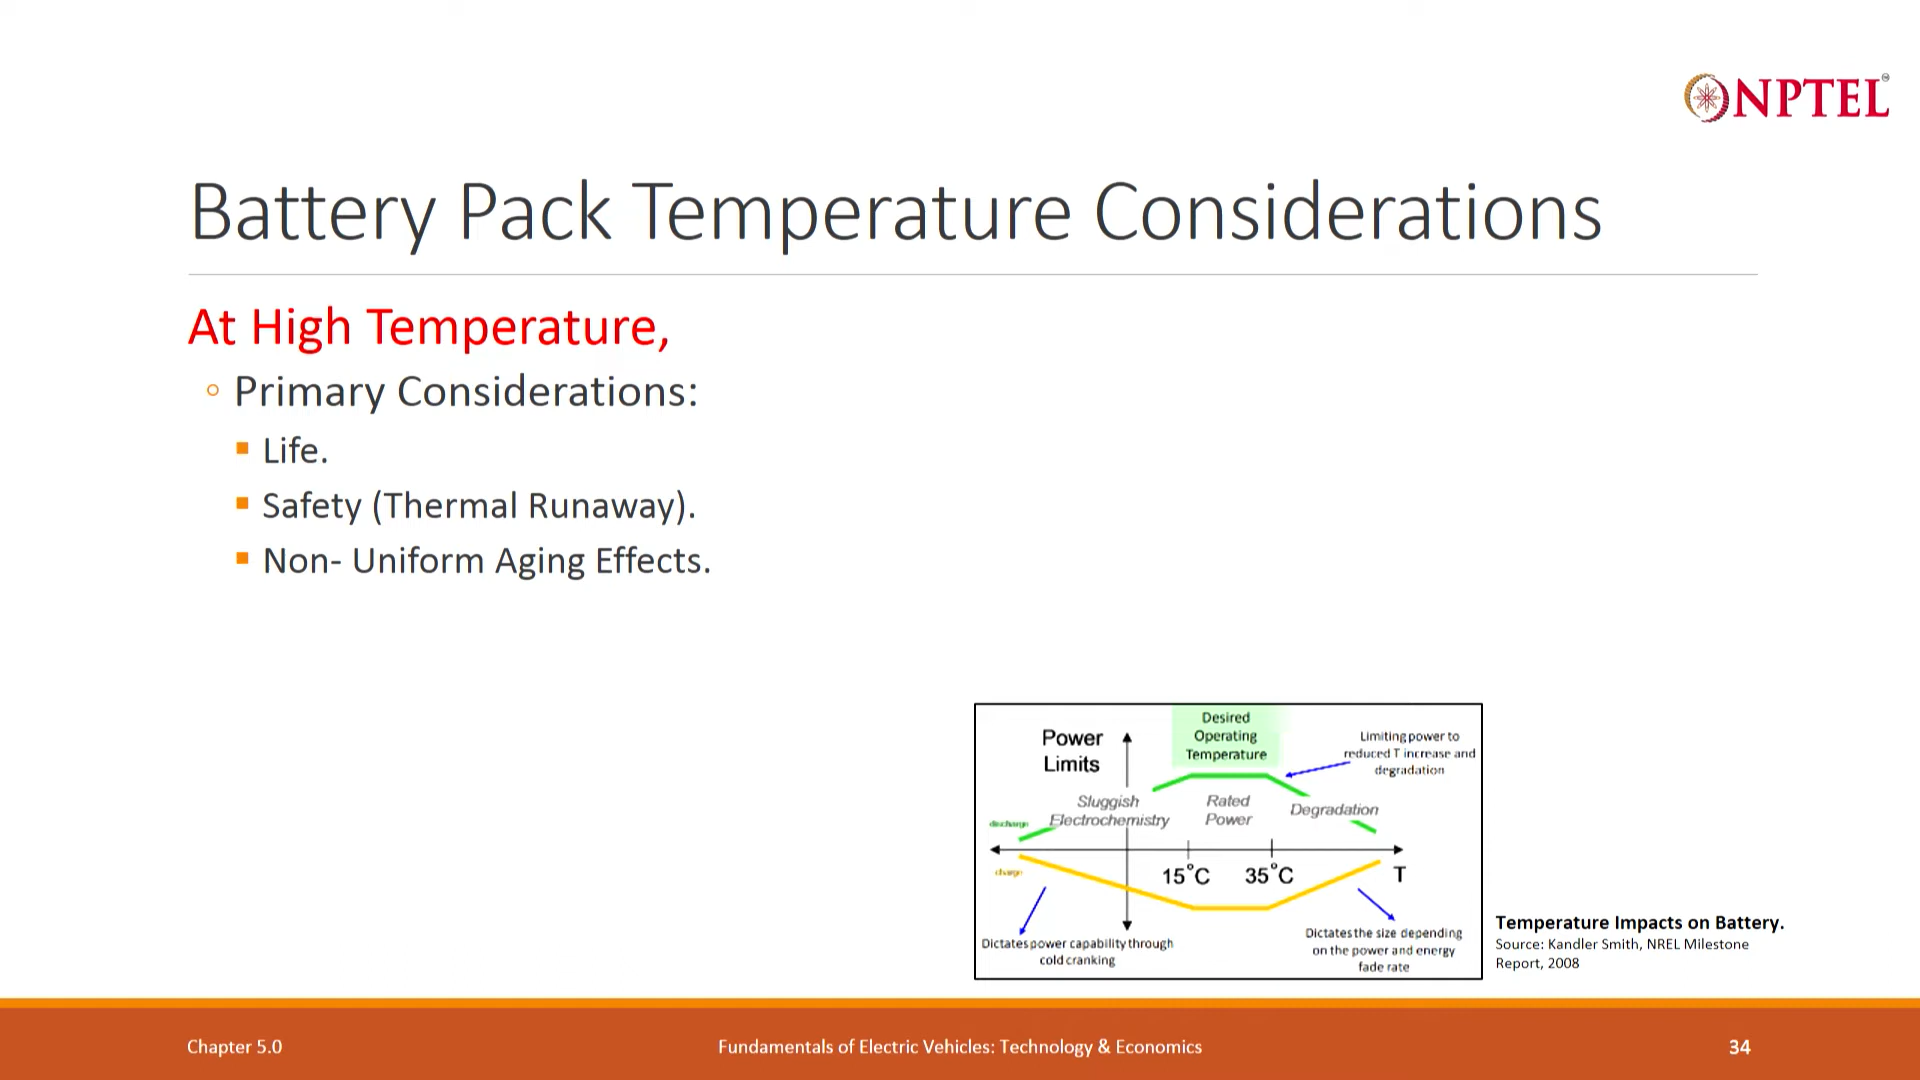 NPTEL
Battery Pack Temperature Considerations
At High Temperature,
Primary Considerations:
Life.
Safety (Thermal Runaway).
Non- Uniform Aging Effects.
Power
Limits
Desired
Operating
Temperature
Limiting power to
reduced T increase and
degradation
Sluggish
Electrochemistry
Rated
Power
Degradation
discharge
charge
15°C
35°C
T
Dictates power capability through
cold cranking
Dictates the size depending
on the power and energy
fade rate
Temperature Impacts on Battery.
Source: Kandler Smith, NREL Milestone
Report, 2008
Chapter 5.0
Fundamentals of Electric Vehicles: Technology & Economics
34